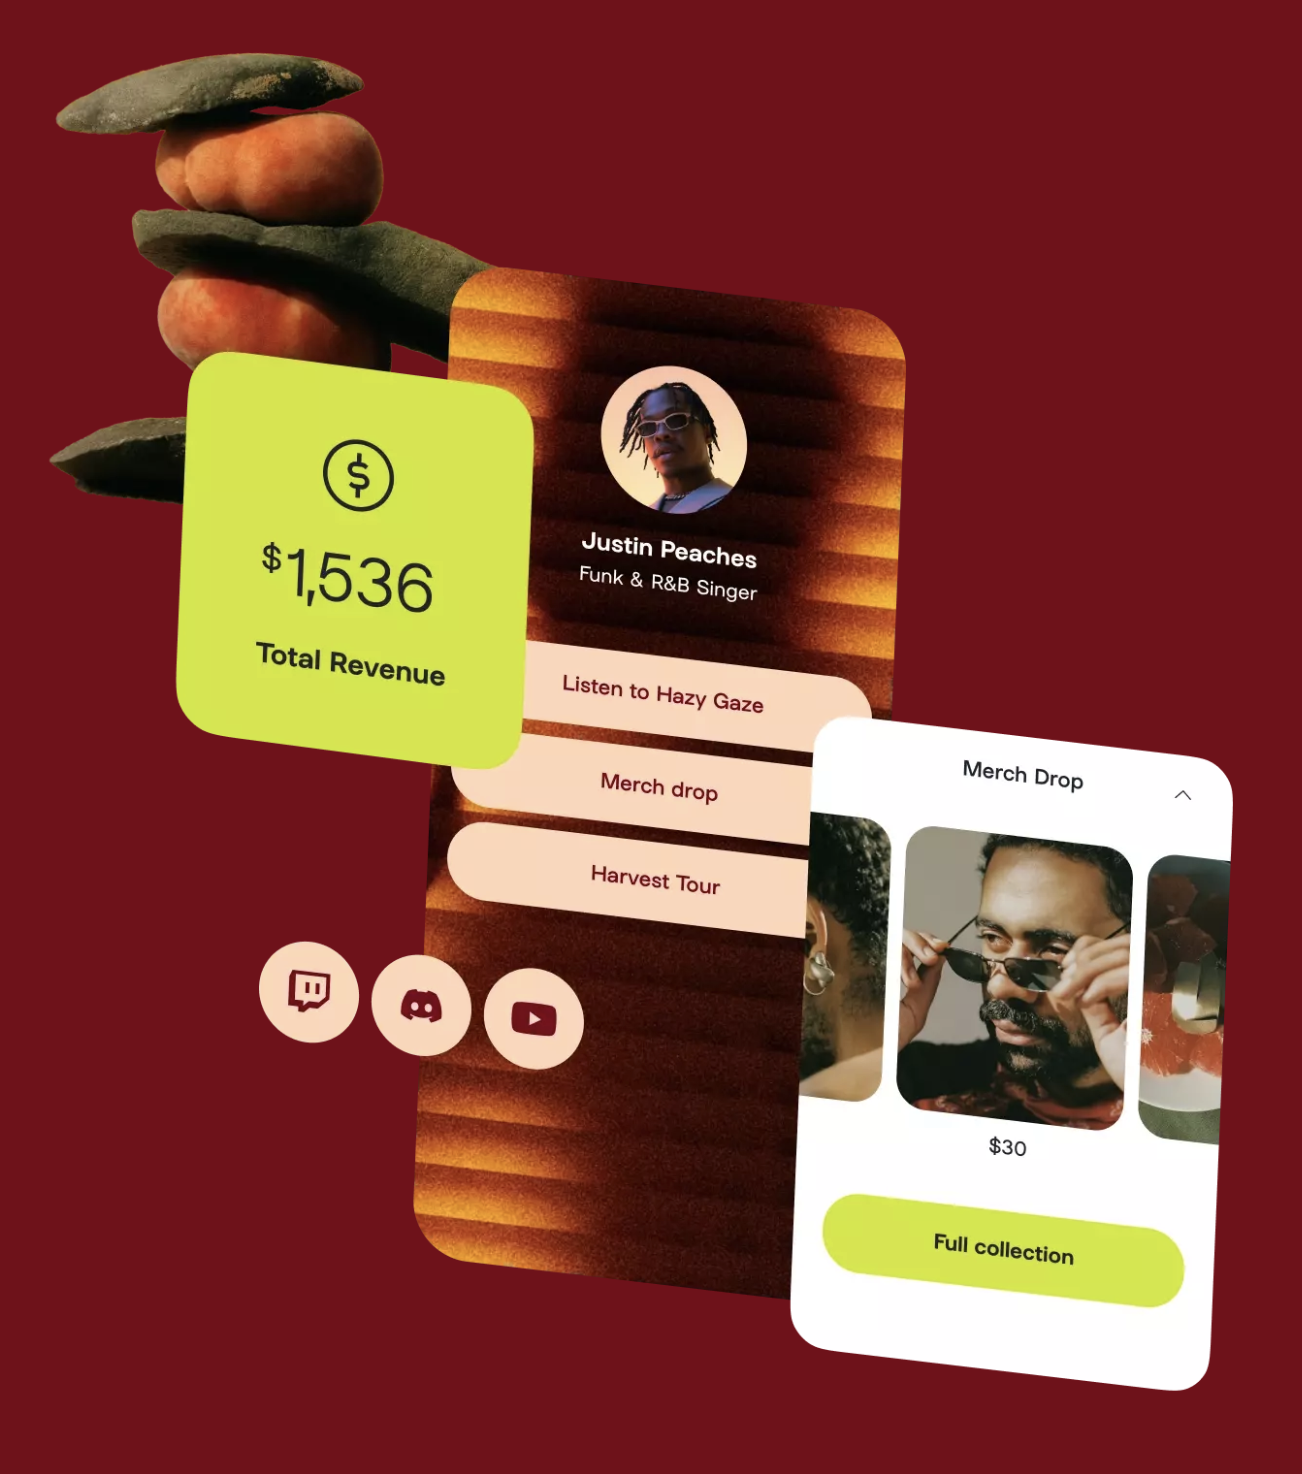 $1,536
Total Revenue
Justin Peaches
Funk & R&B Singer
Listen to Hazy Gaze
Merch drop
Harvest Tour
Merch Drop
$30
Full collection